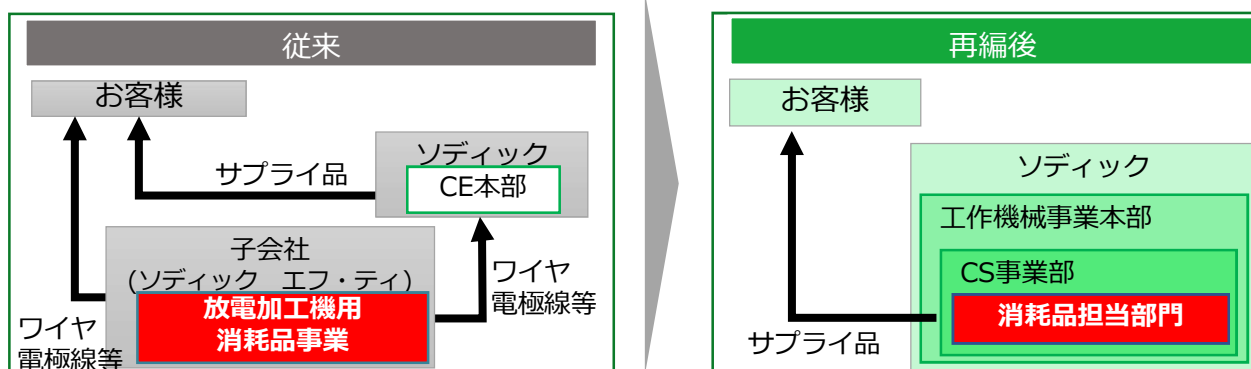 従来
お客様
サプライ品
ソディック
CE本部
子会社
(ソディック　エフ・ティ)
放電加工機用
消耗品事業
ワイヤ
電極線等
ワイヤ
電極線等
再編後
お客様
ソディック
工作機械事業本部
CS事業部
消耗品担当部門
サプライ品